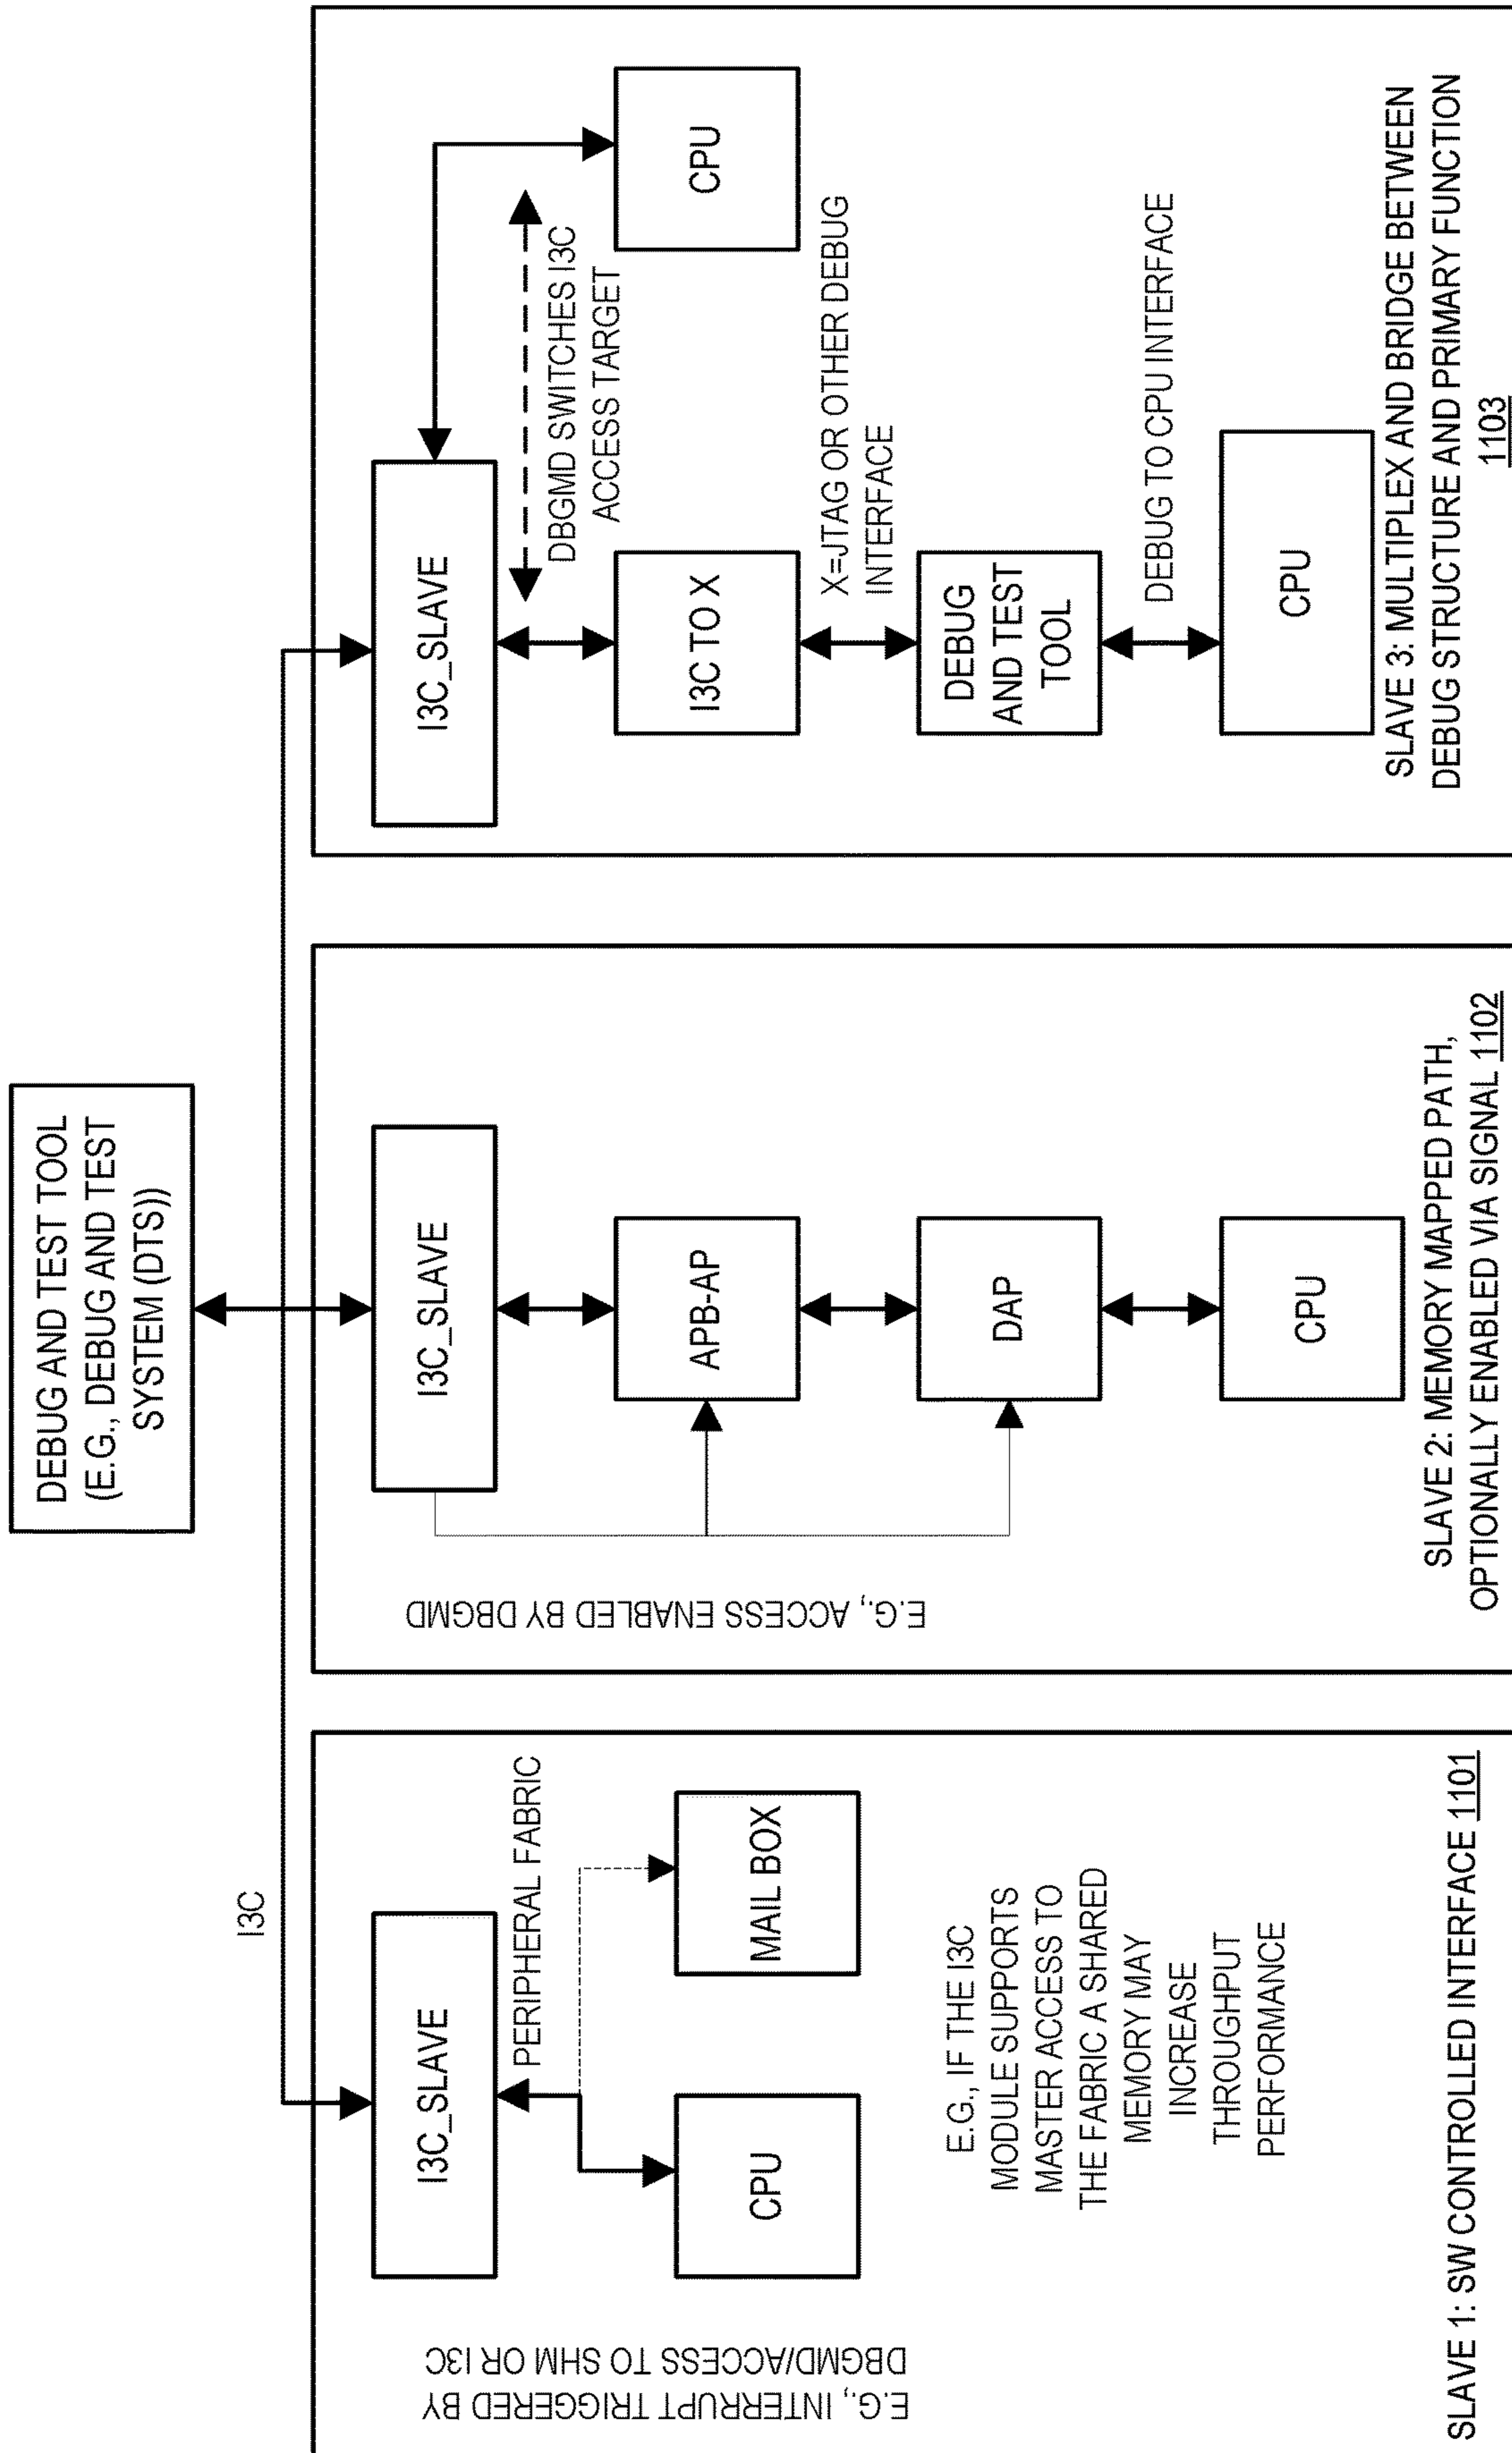 DEBUG AND TEST TOOL
(E.G., DEBUG AND TEST
SYSTEM (DTS))
I3C
I3C_SLAVE
PERIPHERAL FABRIC
CPU
MAIL BOX
E.G., INTERRUPT TRIGGERED BY
DBGMD/ACCESS TO SHM OR I3C
E.G., IF THE I3C
MODULE SUPPORTS
MASTER ACCESS TO
THE FABRIC A SHARED
MEMORY MAY
INCREASE
THROUGHPUT
PERFORMANCE
SLAVE 1: SW CONTROLLED INTERFACE 1101
I3C_SLAVE
E.G., ACCESS ENABLED BY DBGMD
APB-AP
DAP
CPU
SLAVE 2: MEMORY MAPPED PATH,
OPTIONALLY ENABLED VIA SIGNAL 1102
I3C_SLAVE
DBGMD SWITCHES I3C
ACCESS TARGET
CPU
I3C TO X
X=JTAG OR OTHER DEBUG
INTERFACE
DEBUG
AND TEST
TOOL
DEBUG TO CPU INTERFACE
CPU
SLAVE 3: MULTIPLEX AND BRIDGE BETWEEN
DEBUG STRUCTURE AND PRIMARY FUNCTION
1103